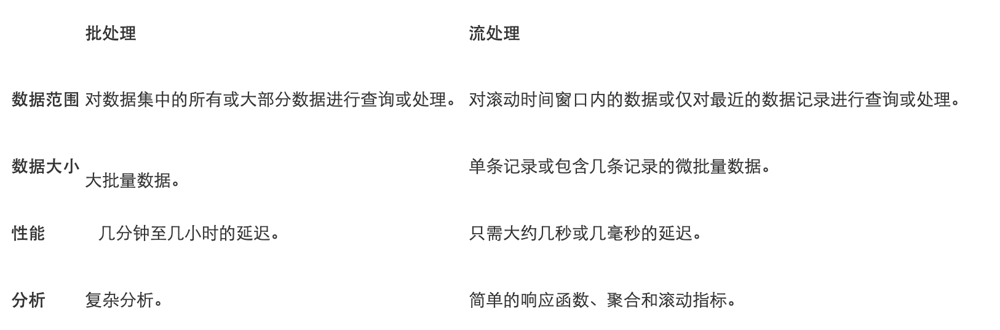 批处理 流处理
数据范围 对数据集中的所有或大部分数据进行查询或处理。 对滚动时间窗口内的数据或仅对最近的数据记录进行查询或处理。
数据大小 大批量数据。 单条记录或包含几条记录的微批量数据。
性能 几分钟至几小时的延迟。 只需大约几秒或几毫秒的延迟。
分析 复杂分析。 简单的响应函数、聚合和滚动指标。